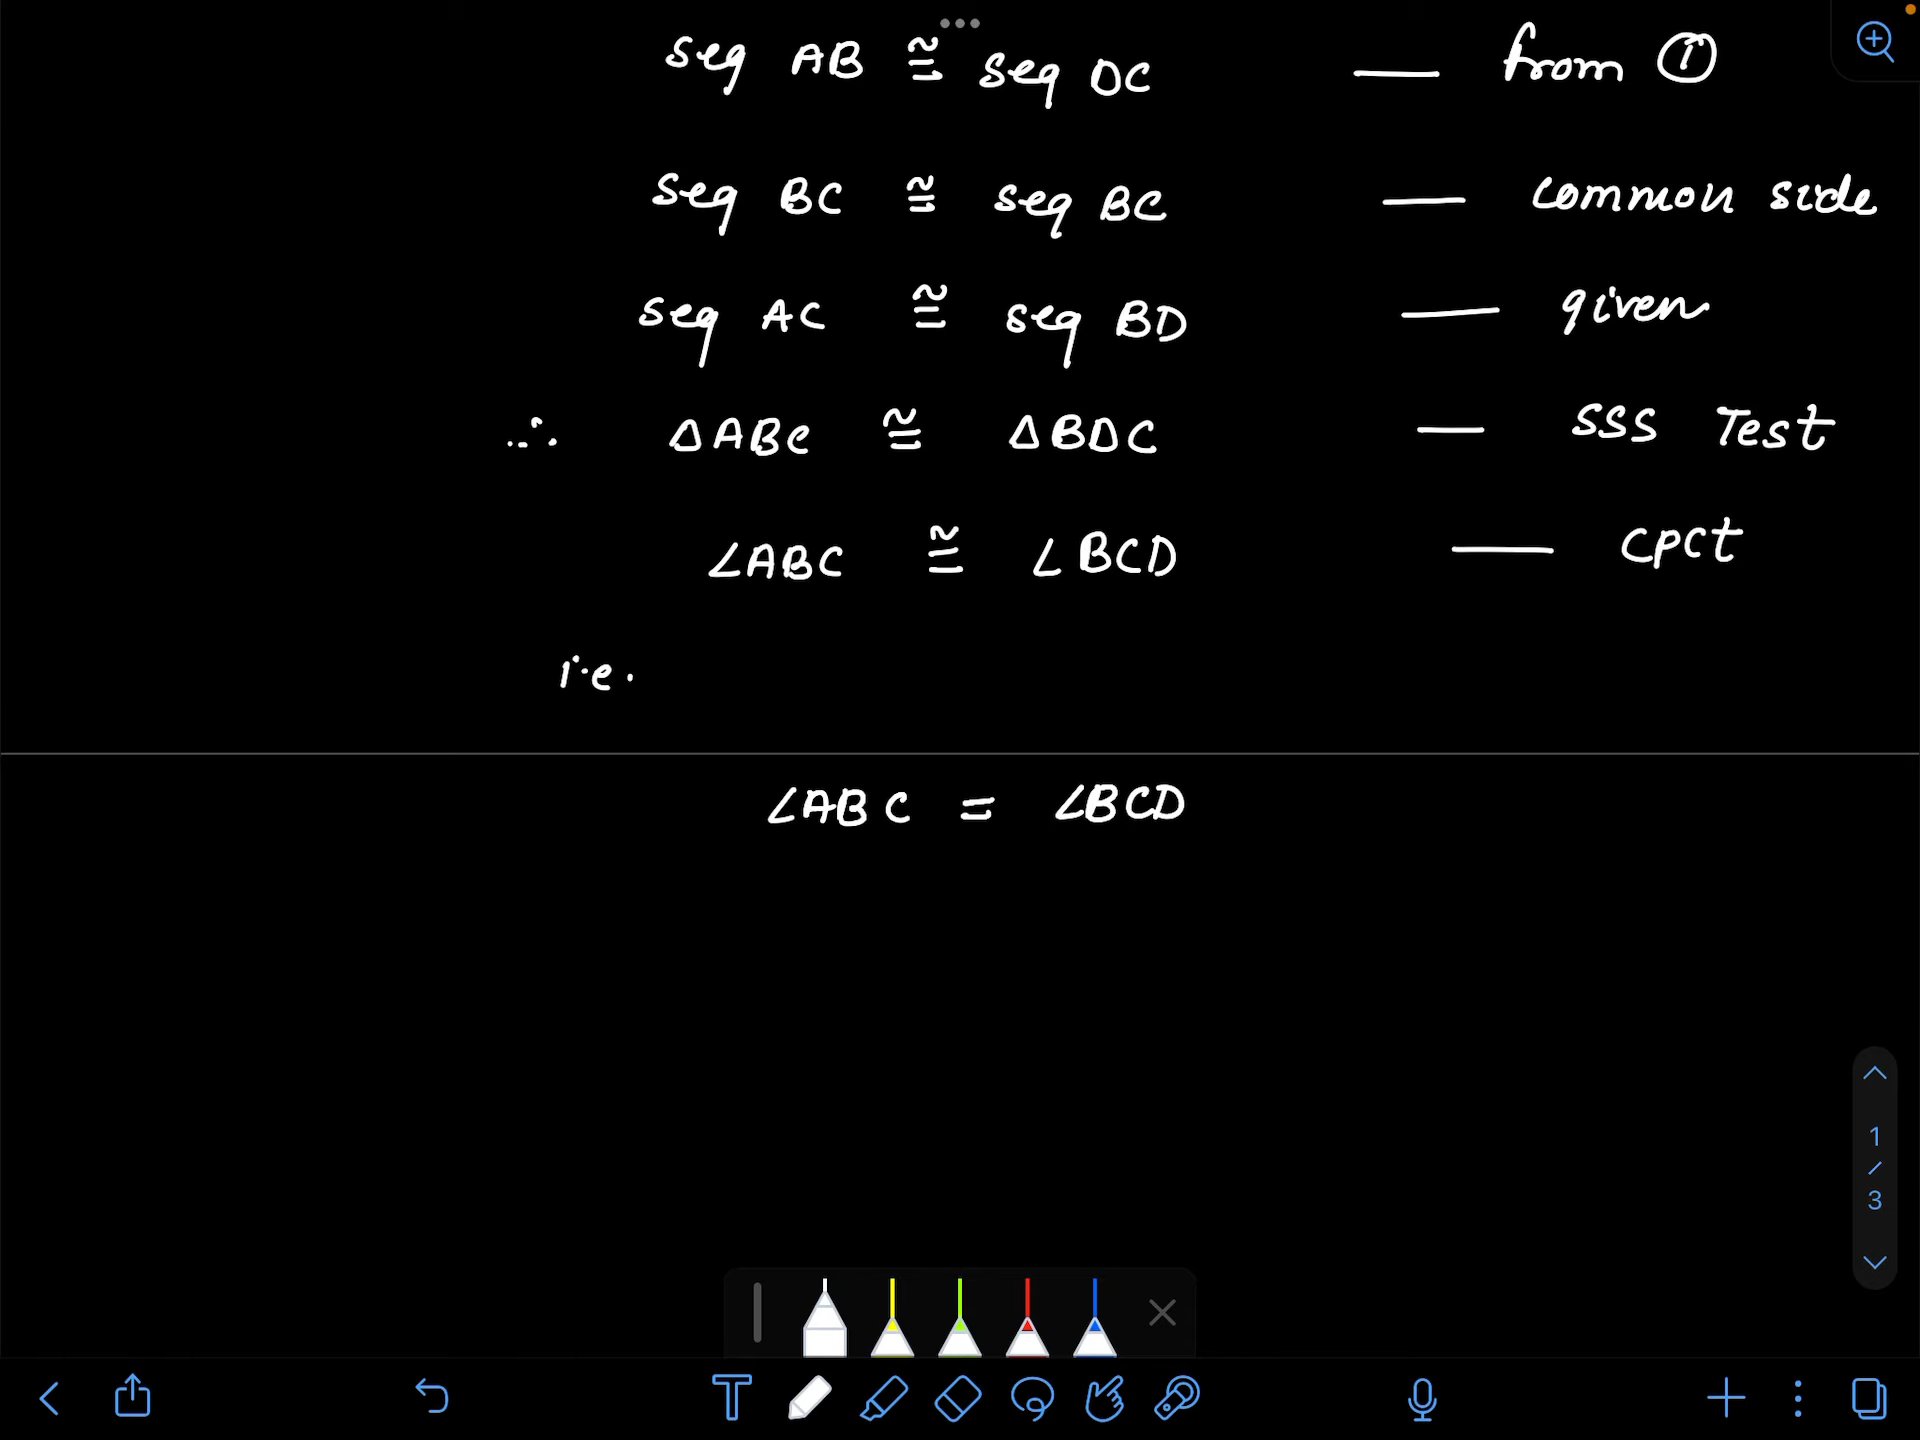 seg AB ≅ seg DC — from ①
seg BC ≅ seg BC — common side
seg AC ≅ seg BD — given
∴ ΔABC ≅ ΔBDC — SSS Test
∠ABC ≅ ∠BCD — cpct
i.e.
∠ABC = ∠BCD
1
/
3